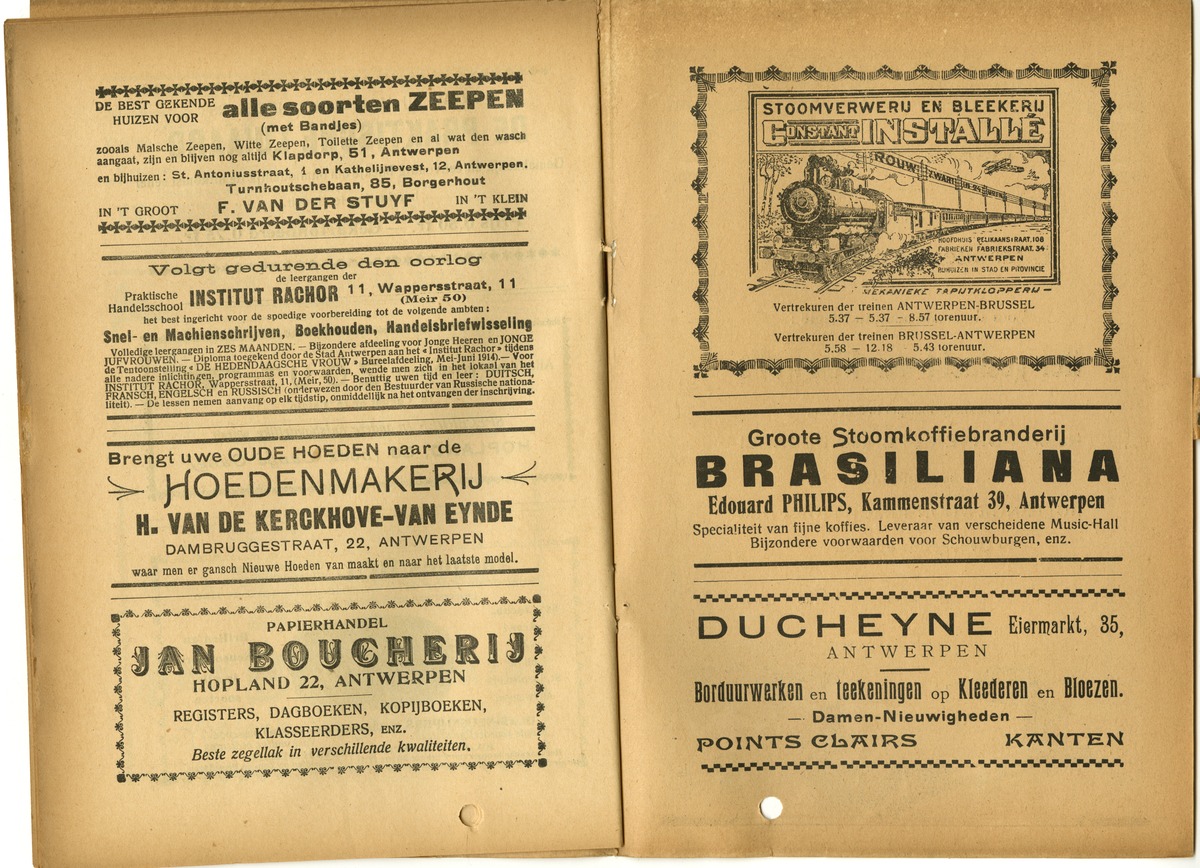 DE BEST GEKENDE HUIZEN VOOR alle soorten ZEEPEN
(met Bandjes)
zooals Malsche Zeepen, Witte Zeepen, Toilette Zeepen en al wat den wasch
aangaat, zijn en blijven nog altijd Klapdorp, 51, Antwerpen
en bijhuizen: St. Antoniusstraat, 1 en Kathelijnevest, 12, Antwerpen.
Turnhoutschebaan, 85, Borgerhout
IN 'T GROOT F. VAN DER STUYF IN 'T KLEIN
Volgt gedurende den oorlog
de leergangen der
Praktische Handelsschool INSTITUT RACHOR 11, Wappersstraat, 11
(Meir 50)
het best ingericht voor de spoedige voorbereiding tot de volgende ambten:
Snel- en Machienschrijven, Boekhouden, Handelsbriefwisseling
Volledige leergangen in ZES MAANDEN. — Bijzondere afdeeling voor Jonge Heeren en JONGE
JUFVROUWEN. — Diploma toegekend door de Stad Antwerpen aan het « Institut Rachor » tijdens
de Tentoonstelling « DE HEDENDAAGSCHE VROUW » Bureelafdeeling, Mei-Juni 1914). — Voor
alle nadere inlichtingen, programmas en voorwaarden, wende men zich in het lokaal van het
INSTITUT RACHOR, Wappersstraat, 11, (Meir, 50). — Benuttig uwen tijd en leer: DUITSCH,
FRANSCH, ENGELSCH en RUSSISCH (onderwezen door den Bestuurder van Russische nationa-
liteit). — De lessen nemen aanvang op elk tijdstip, onmiddellijk na het ontvangen der inschrijving.
Brengt uwe OUDE HOEDEN naar de
HOEDENMAKERIJ
H. VAN DE KERCKHOVE-VAN EYNDE
DAMBRUGGESTRAAT, 22, ANTWERPEN
waar men er gansch Nieuwe Hoeden van maakt en naar het laatste model.
PAPIERHANDEL
JAN BOUCHERIJ
HOPLAND 22, ANTWERPEN
REGISTERS, DAGBOEKEN, KOPIJBOEKEN,
KLASSEERDERS, ENZ.
Beste zegellak in verschillende kwaliteiten.
STOOMVERWERIJ EN BLEEKERIJ
CONSTANT INSTALLÉ
ROUWZWART IN 24 UREN
HOOFDHUIS PELIKAANSTRAAT, 108
FABRIEKEN FABRIEKSTRAAT, 34
ANTWERPEN
BIJHUIZEN IN STAD EN PROVINCIE
MEKANIEKE TAPIJTKLOPPERIJ —
Vertrekuren der treinen ANTWERPEN-BRUSSEL
5.37 — 5.37 — 8.57 torenuur.
Vertrekuren der treinen BRUSSEL-ANTWERPEN
5.58 — 12.18 5.43 torenuur.
Groote Stoomkoffiebranderij
BRASILIANA
Edouard PHILIPS, Kammenstraat 39, Antwerpen
Specialiteit van fijne koffies. Leveraar van verscheidene Music-Hall
Bijzondere voorwaarden voor Schouwburgen, enz.
DUCHEYNE Eiermarkt, 35,
ANTWERPEN
Borduurwerken en teekeningen op Kleederen en Bloezen.
— Damen-Nieuwigheden —
POINTS CLAIRS KANTEN